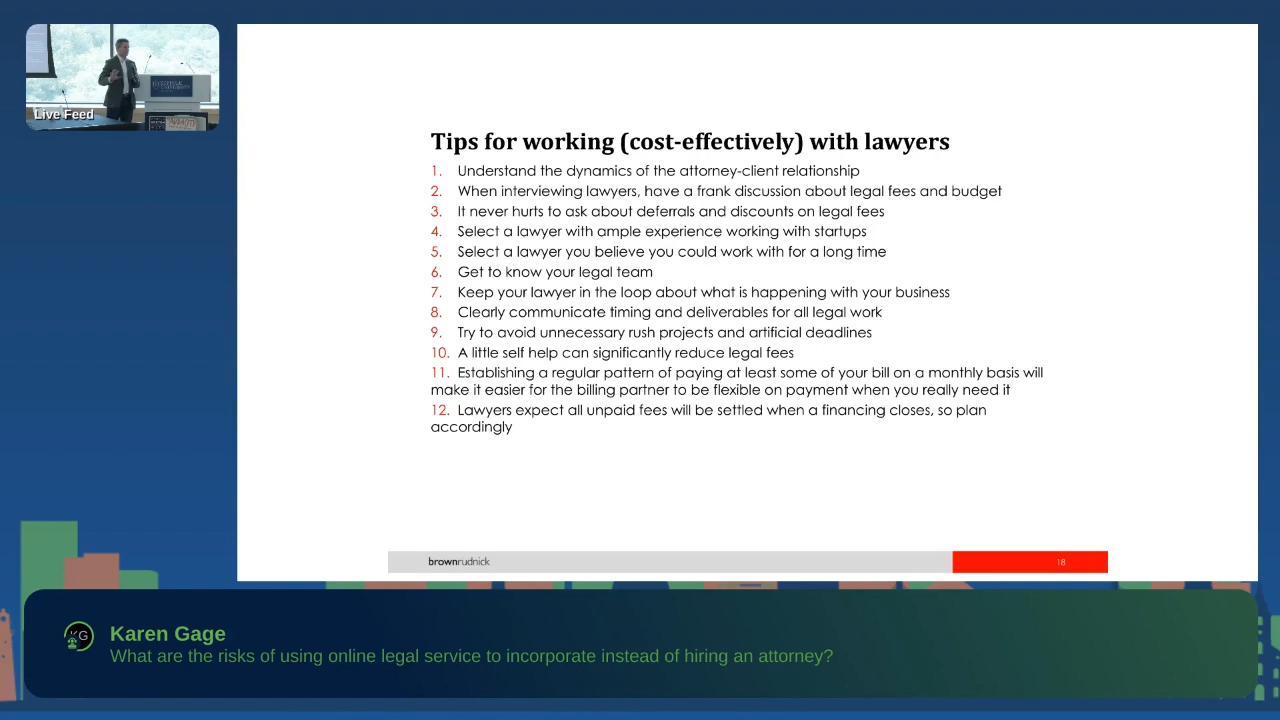 Live Feed
Tips for working (cost-effectively) with lawyers
1. Understand the dynamics of the attorney-client relationship
2. When interviewing lawyers, have a frank discussion about legal fees and budget
3. It never hurts to ask about deferrals and discounts on legal fees
4. Select a lawyer with ample experience working with startups
5. Select a lawyer you believe you could work with for a long time
6. Get to know your legal team
7. Keep your lawyer in the loop about what is happening with your business
8. Clearly communicate timing and deliverables for all legal work
9. Try to avoid unnecessary rush projects and artificial deadlines
10. A little self help can significantly reduce legal fees
11. Establishing a regular pattern of paying at least some of your bill on a monthly basis will
make it easier for the billing partner to be flexible on payment when you really need it
12. Lawyers expect all unpaid fees will be settled when a financing closes, so plan
accordingly
brownrudnick
18
KG
Karen Gage
What are the risks of using online legal service to incorporate instead of hiring an attorney?